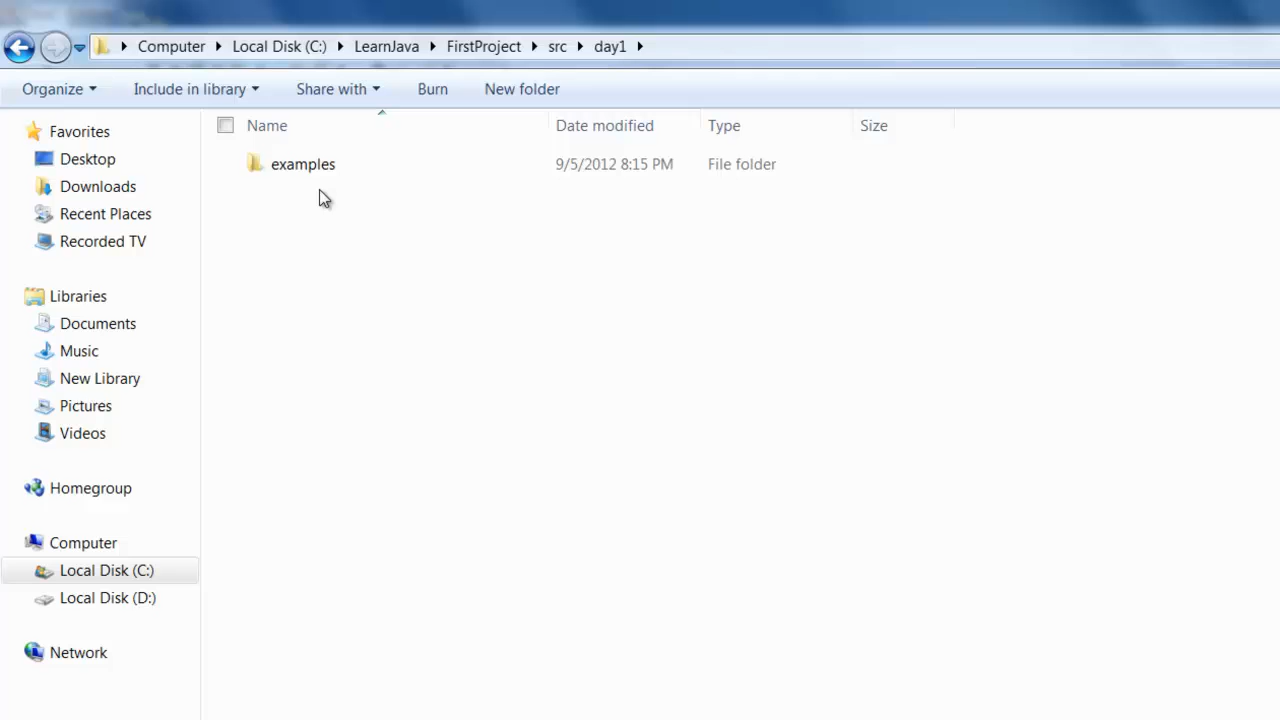 Computer Local Disk (C:) LearnJava FirstProject src day1
Organize Include in library Share with Burn New folder
Name Date modified Type Size
examples 9/5/2012 8:15 PM File folder
Favorites
Desktop
Downloads
Recent Places
Recorded TV
Libraries
Documents
Music
New Library
Pictures
Videos
Homegroup
Computer
Local Disk (C:)
Local Disk (D:)
Network